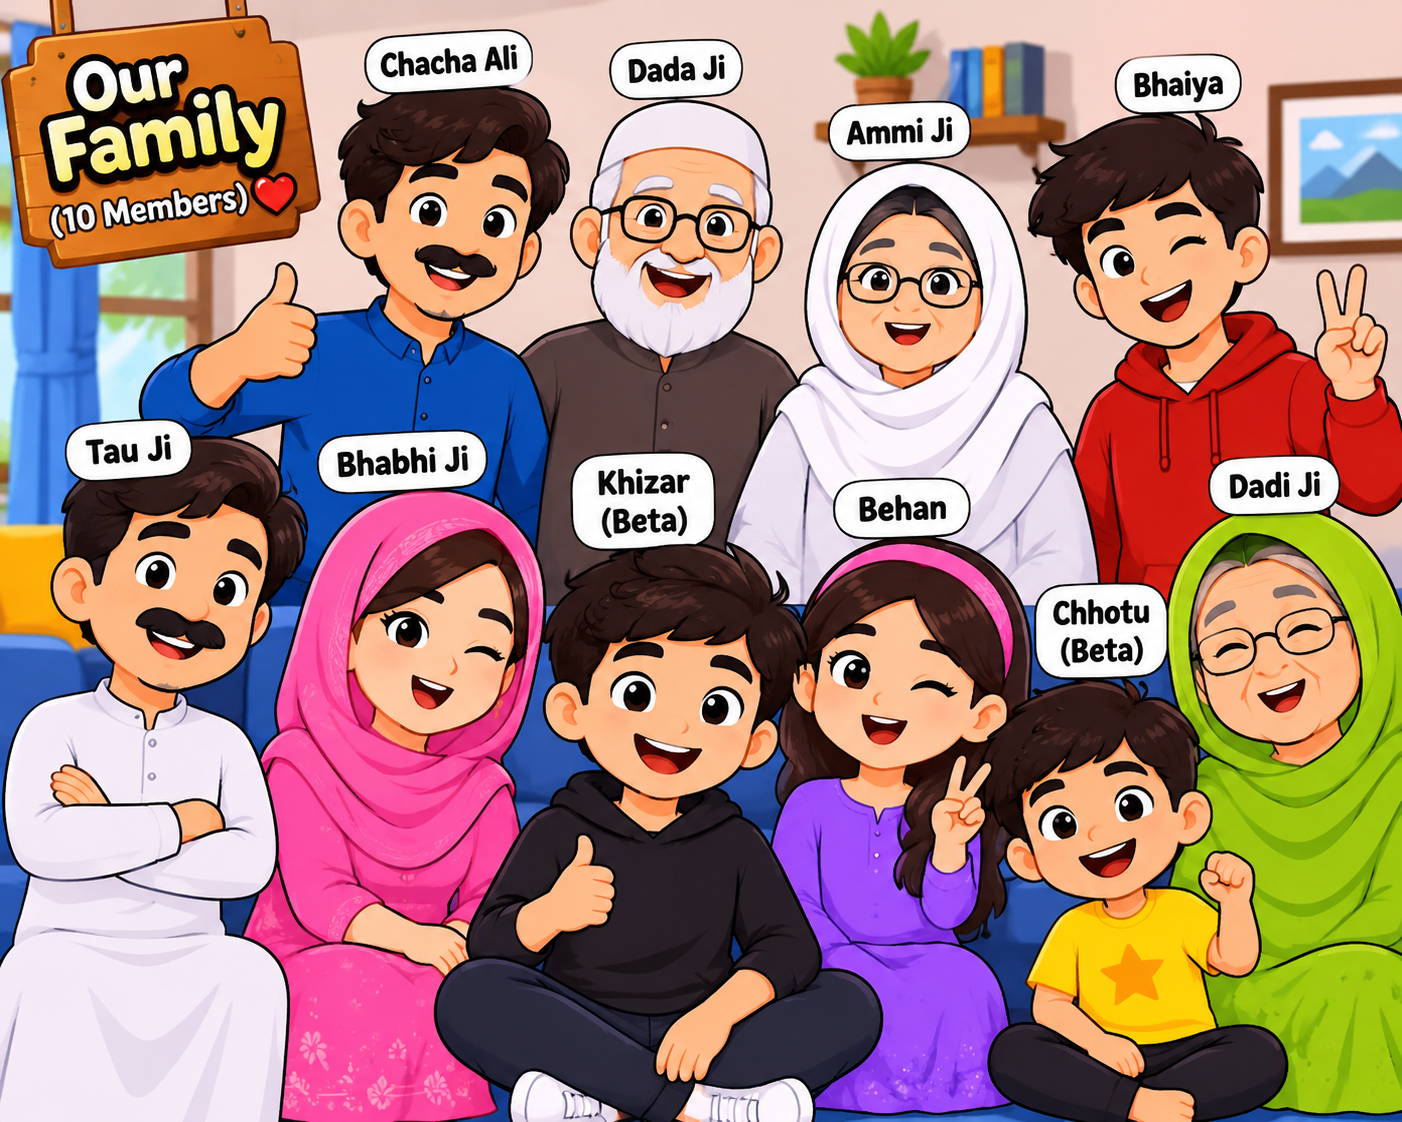 Our
Family
(10 Members)
Chacha Ali
Dada Ji
Ammi Ji
Bhaiya
Tau Ji
Bhabhi Ji
Khizar
(Beta)
Behan
Chhotu
(Beta)
Dadi Ji